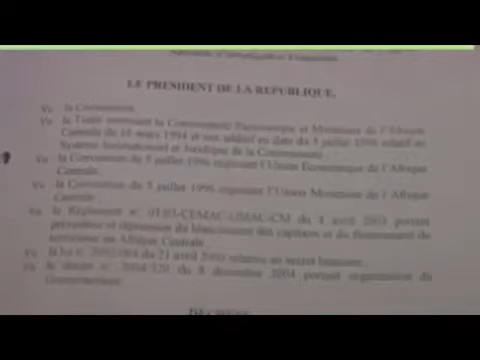 LE PRESIDENT DE LA REPUBLIQUE,
Vu la Constitution
Vu le Traité instituant la Communauté Economique et Monétaire de l'Afrique
Centrale du 16 mars 1994 et son additif en date du 5 juillet 1996 relatif au
Système Institutionnel et Juridique de la Communauté
Vu la Convention du 5 juillet 1996 régissant l'Union Economique de l'Afrique
Centrale
Vu la Convention du 5 juillet 1996 régissant l'Union Monétaire de l'Afrique
Centrale
Vu le Règlement n° 01/03-CEMAC-UMAC-CM du 4 avril 2003 portant
prévention et répression du blanchiment des capitaux et du financement du
terrorisme en Afrique Centrale
Vu la loi n° du 21 avril 2003 relative au secret bancaire
Vu le décret n° 2004/320 du 8 décembre 2004 portant organisation du
Gouvernement